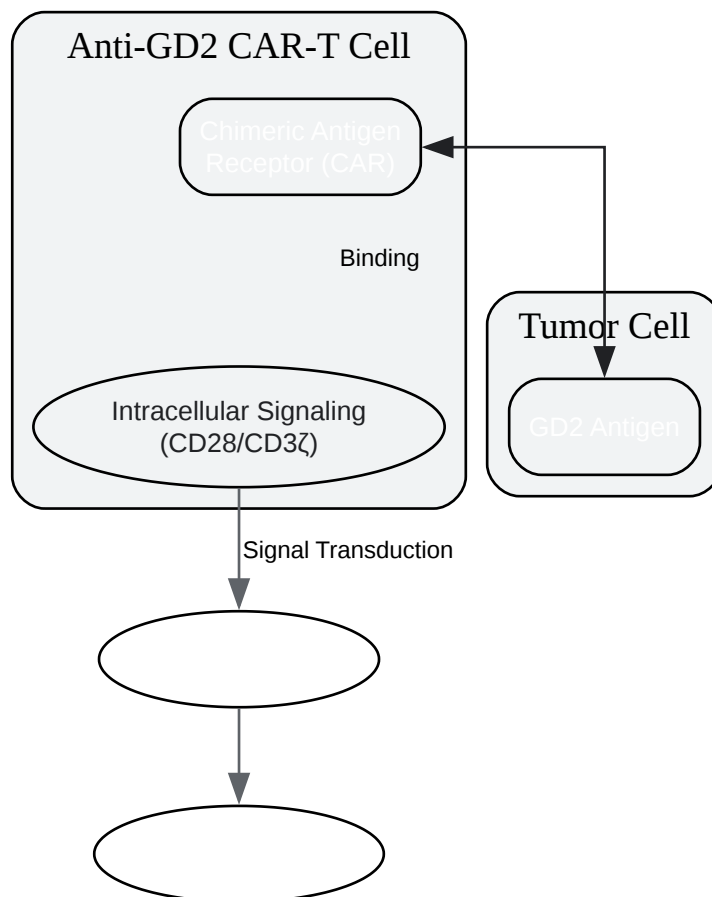 Anti-GD2 CAR-T Cell
Chimeric Antigen
Receptor (CAR)
Binding
Tumor Cell
GD2 Antigen
Intracellular Signaling
(CD28/CD3ζ)
Signal Transduction